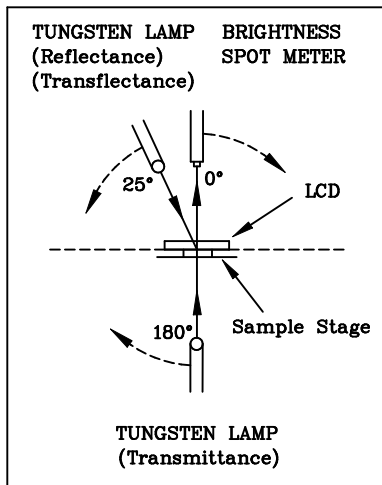 TUNGSTEN LAMP
(Reflectance)
(Transflectance)
BRIGHTNESS
SPOT METER
25°
0°
LCD
180°
Sample Stage
TUNGSTEN LAMP
(Transmittance)